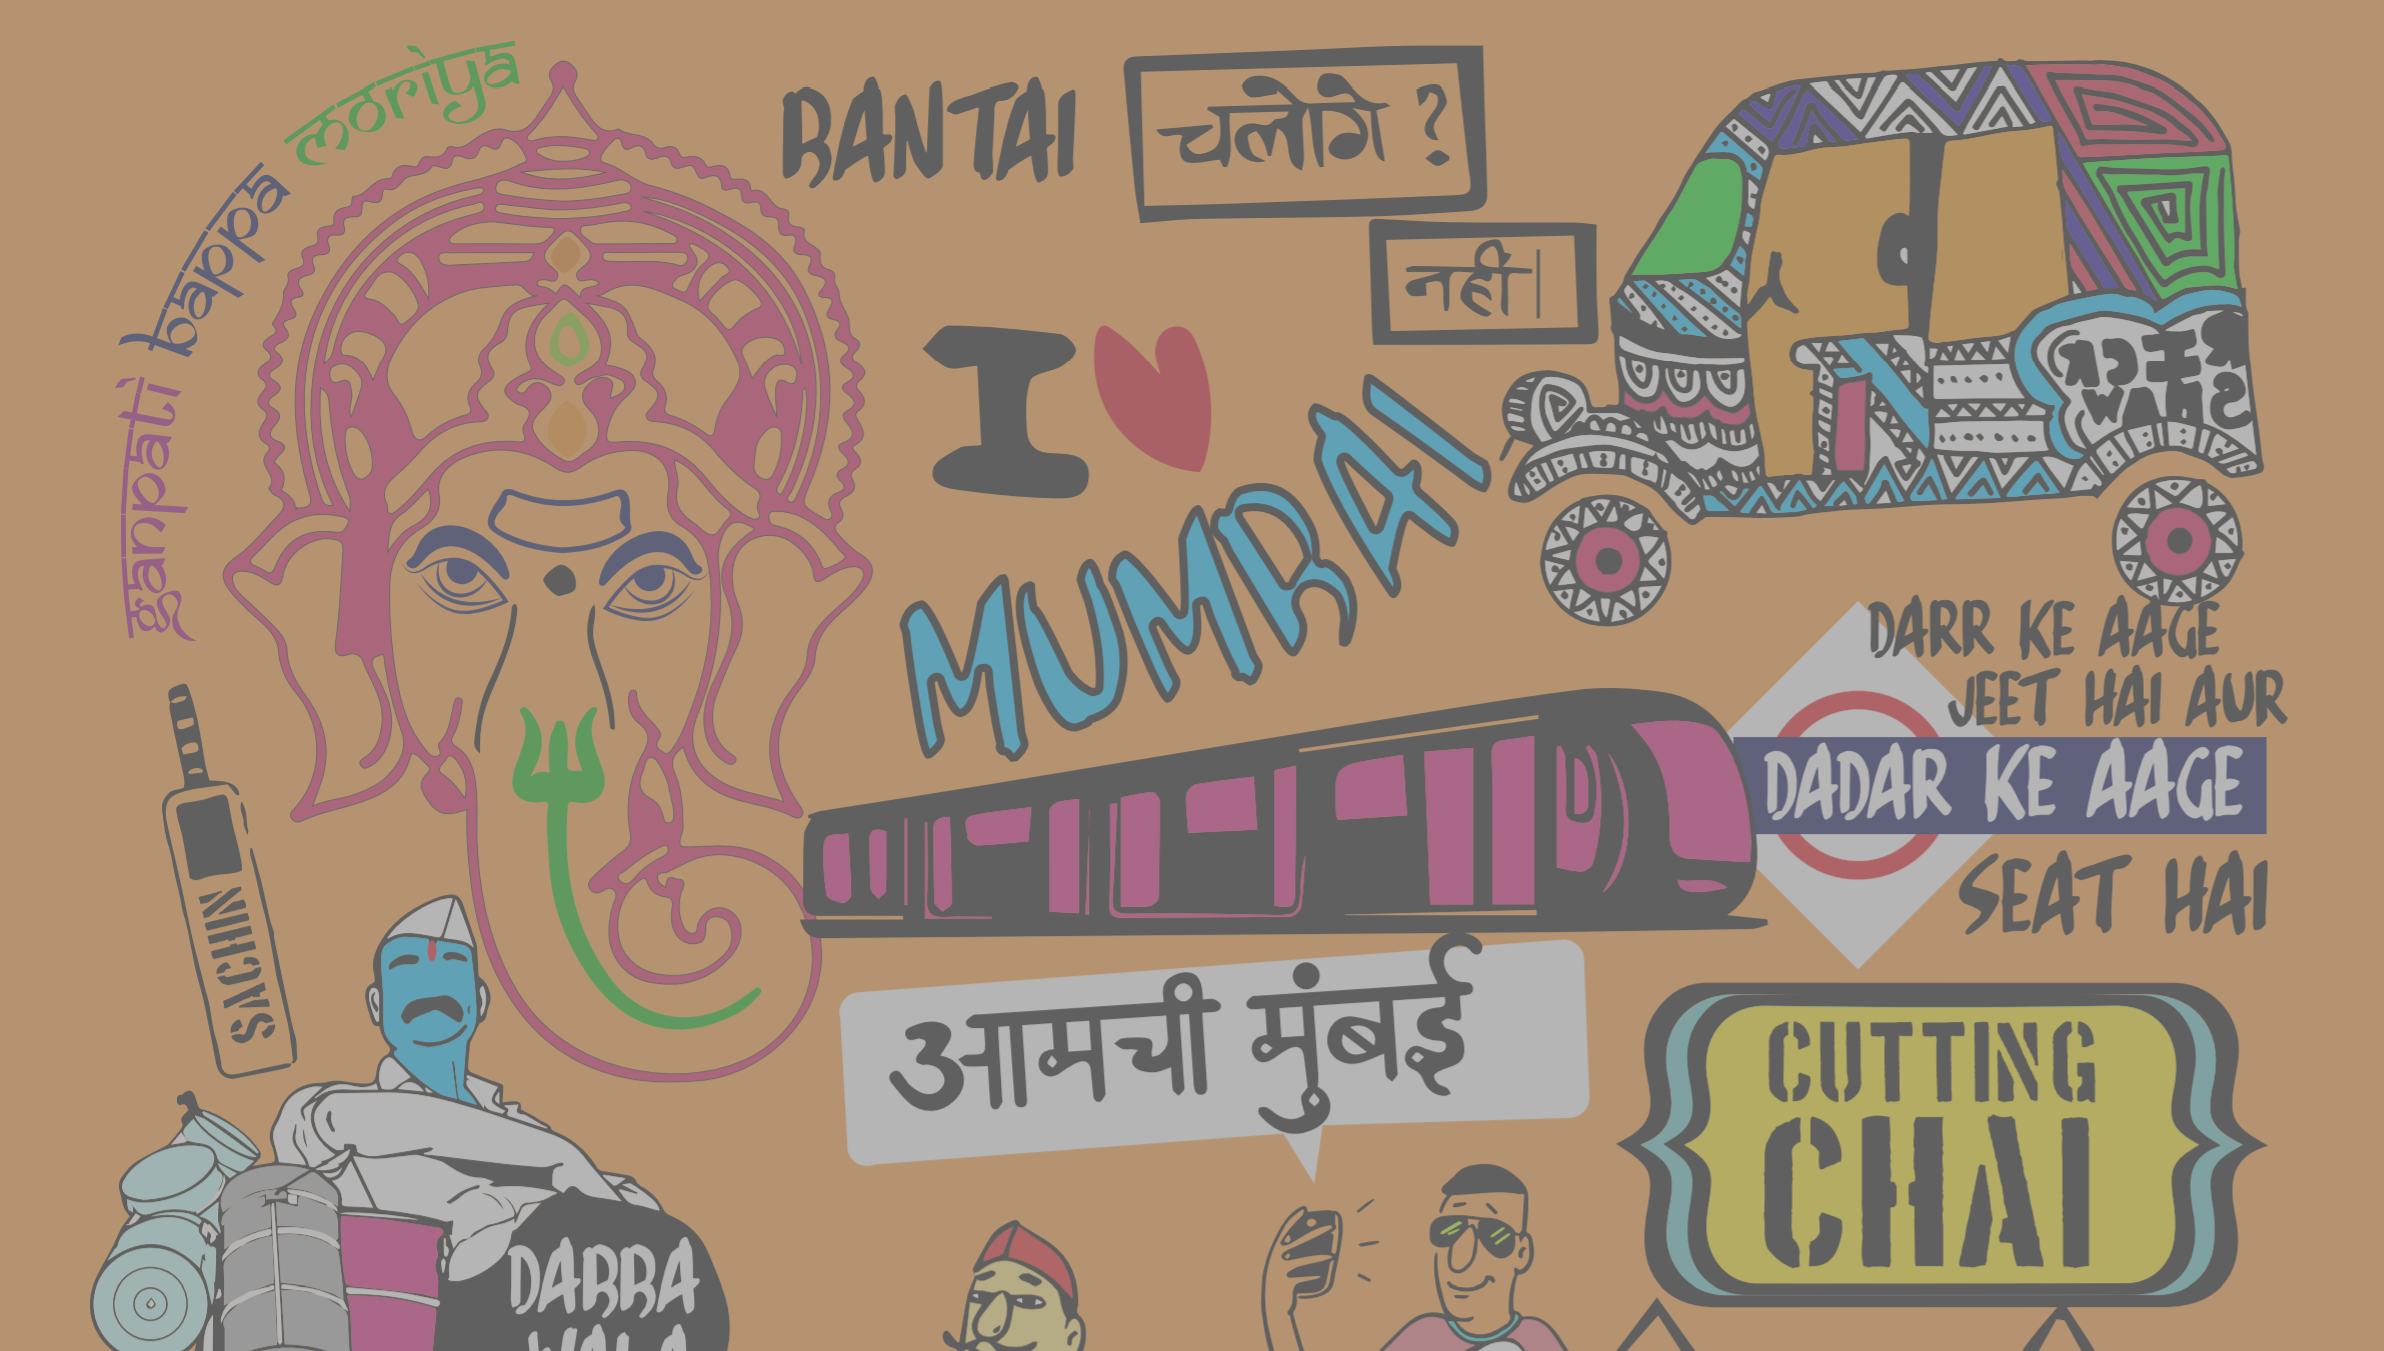 ganpati bappa moriya
BANTAI
चलोगे ?
नही|
I
MUMBAI
WAHS
DARR KE AAGE
JEET HAI AUR
DADAR KE AAGE
SEAT HAI
SACHIN
आमची मुंबई
CUTTING
CHAI
DABBA
WALA